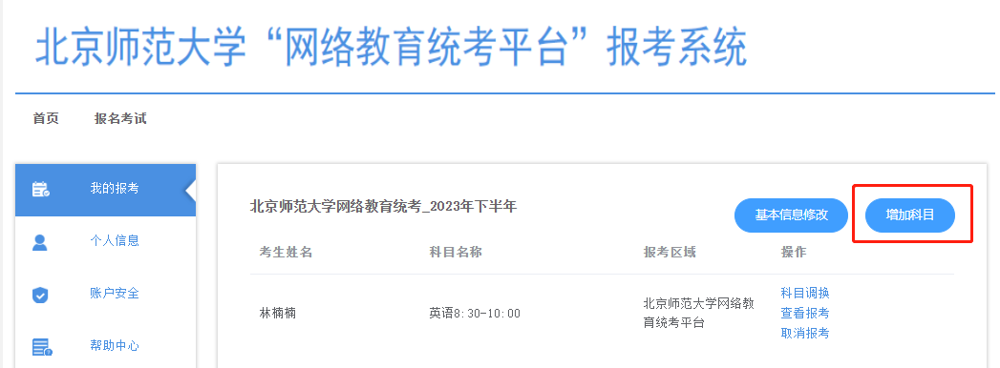 北京师范大学“网络教育统考平台”报考系统
首页 报名考试
我的报考
个人信息
账户安全
帮助中心
北京师范大学网络教育统考_2023年下半年
基本信息修改 增加科目
考生姓名 科目名称 报考区域 操作
林楠楠 英语8:30-10:00
北京师范大学网络教
育统考平台
科目调换
查看报考
取消报考